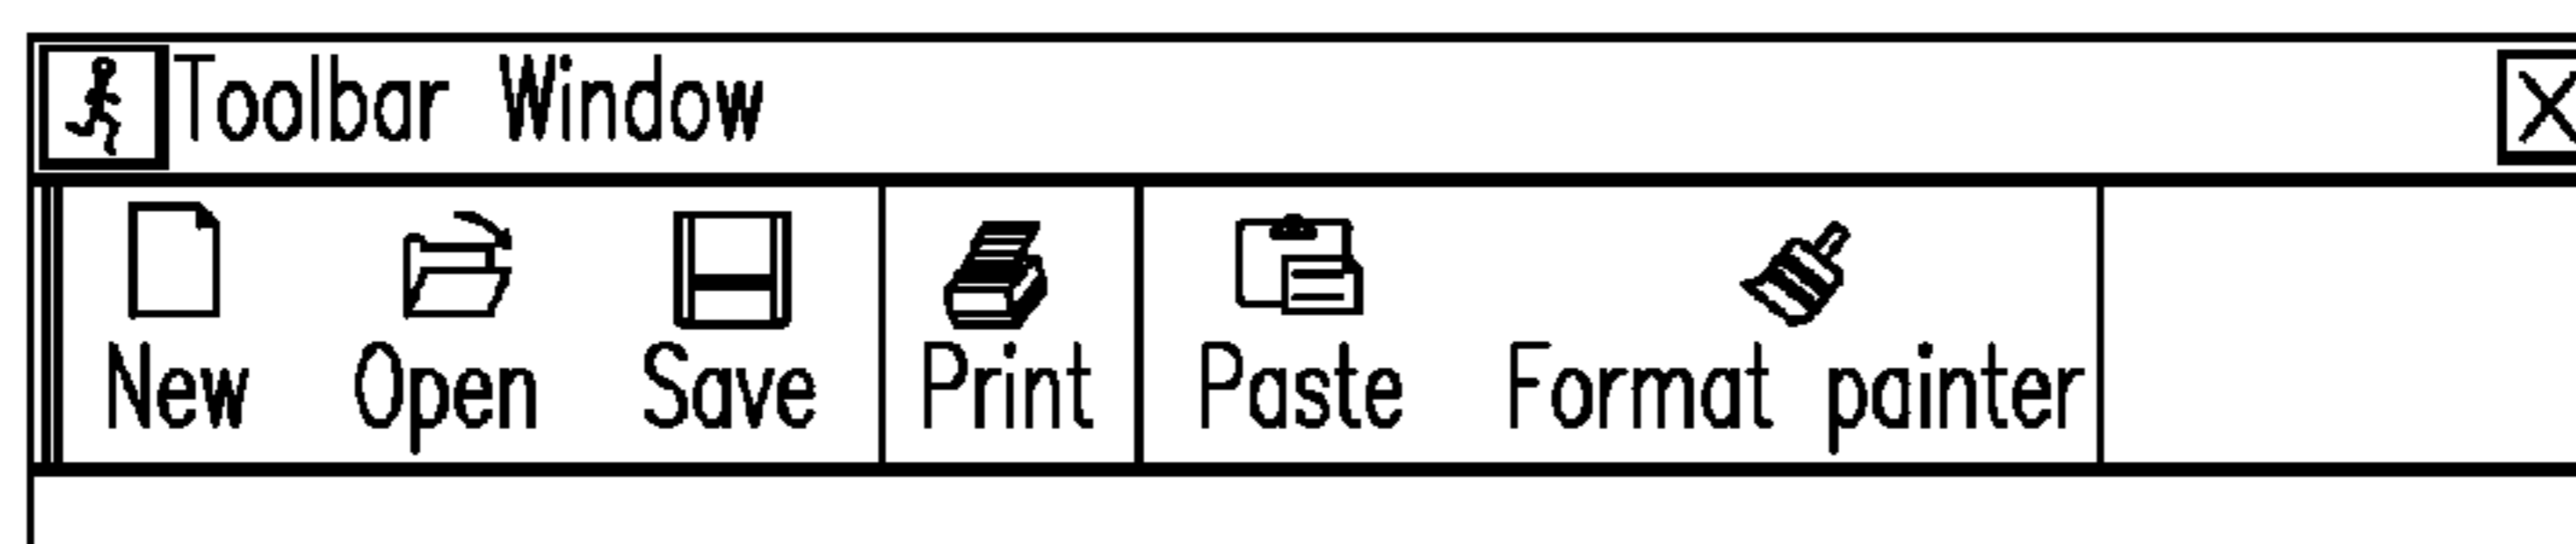 Toolbar Window
New Open Save Print Paste Format painter